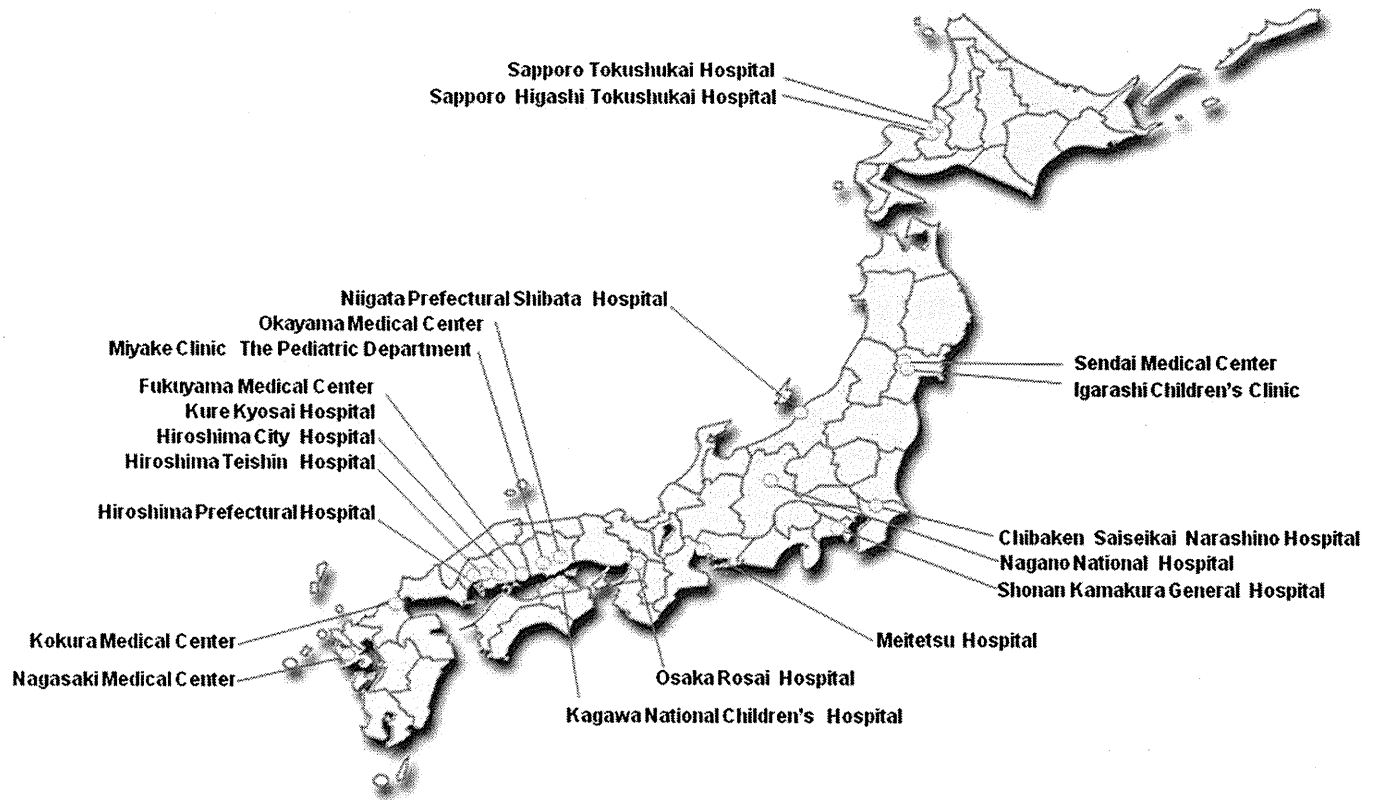 Sapporo Tokushukai Hospital
Sapporo Higashi Tokushukai Hospital
Niigata Prefectural Shibata Hospital
Okayama Medical Center
Miyake Clinic The Pediatric Department
Fukuyama Medical Center
Kure Kyosai Hospital
Hiroshima City Hospital
Hiroshima Teishin Hospital
Hiroshima Prefectural Hospital
Sendai Medical Center
Igarashi Children's Clinic
Chibaken Saiseikai Narashino Hospital
Nagano National Hospital
Shonan Kamakura General Hospital
Meitetsu Hospital
Kokura Medical Center
Nagasaki Medical Center
Osaka Rosai Hospital
Kagawa National Children's Hospital